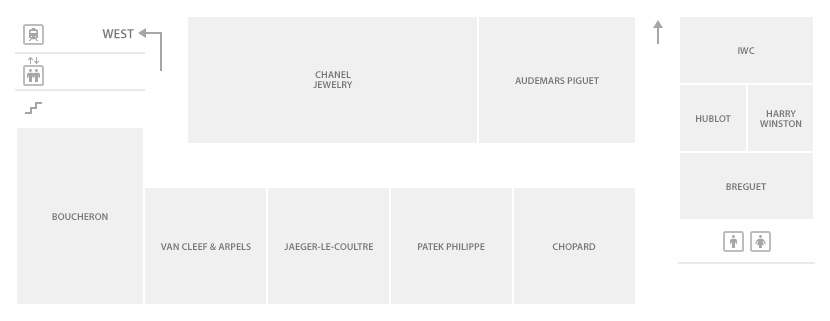 WEST
CHANEL
JEWELRY
AUDEMARS PIGUET
IWC
HUBLOT
HARRY
WINSTON
BREGUET
BOUCHERON
VAN CLEEF & ARPELS
JAEGER-LE-COULTRE
PATEK PHILIPPE
CHOPARD